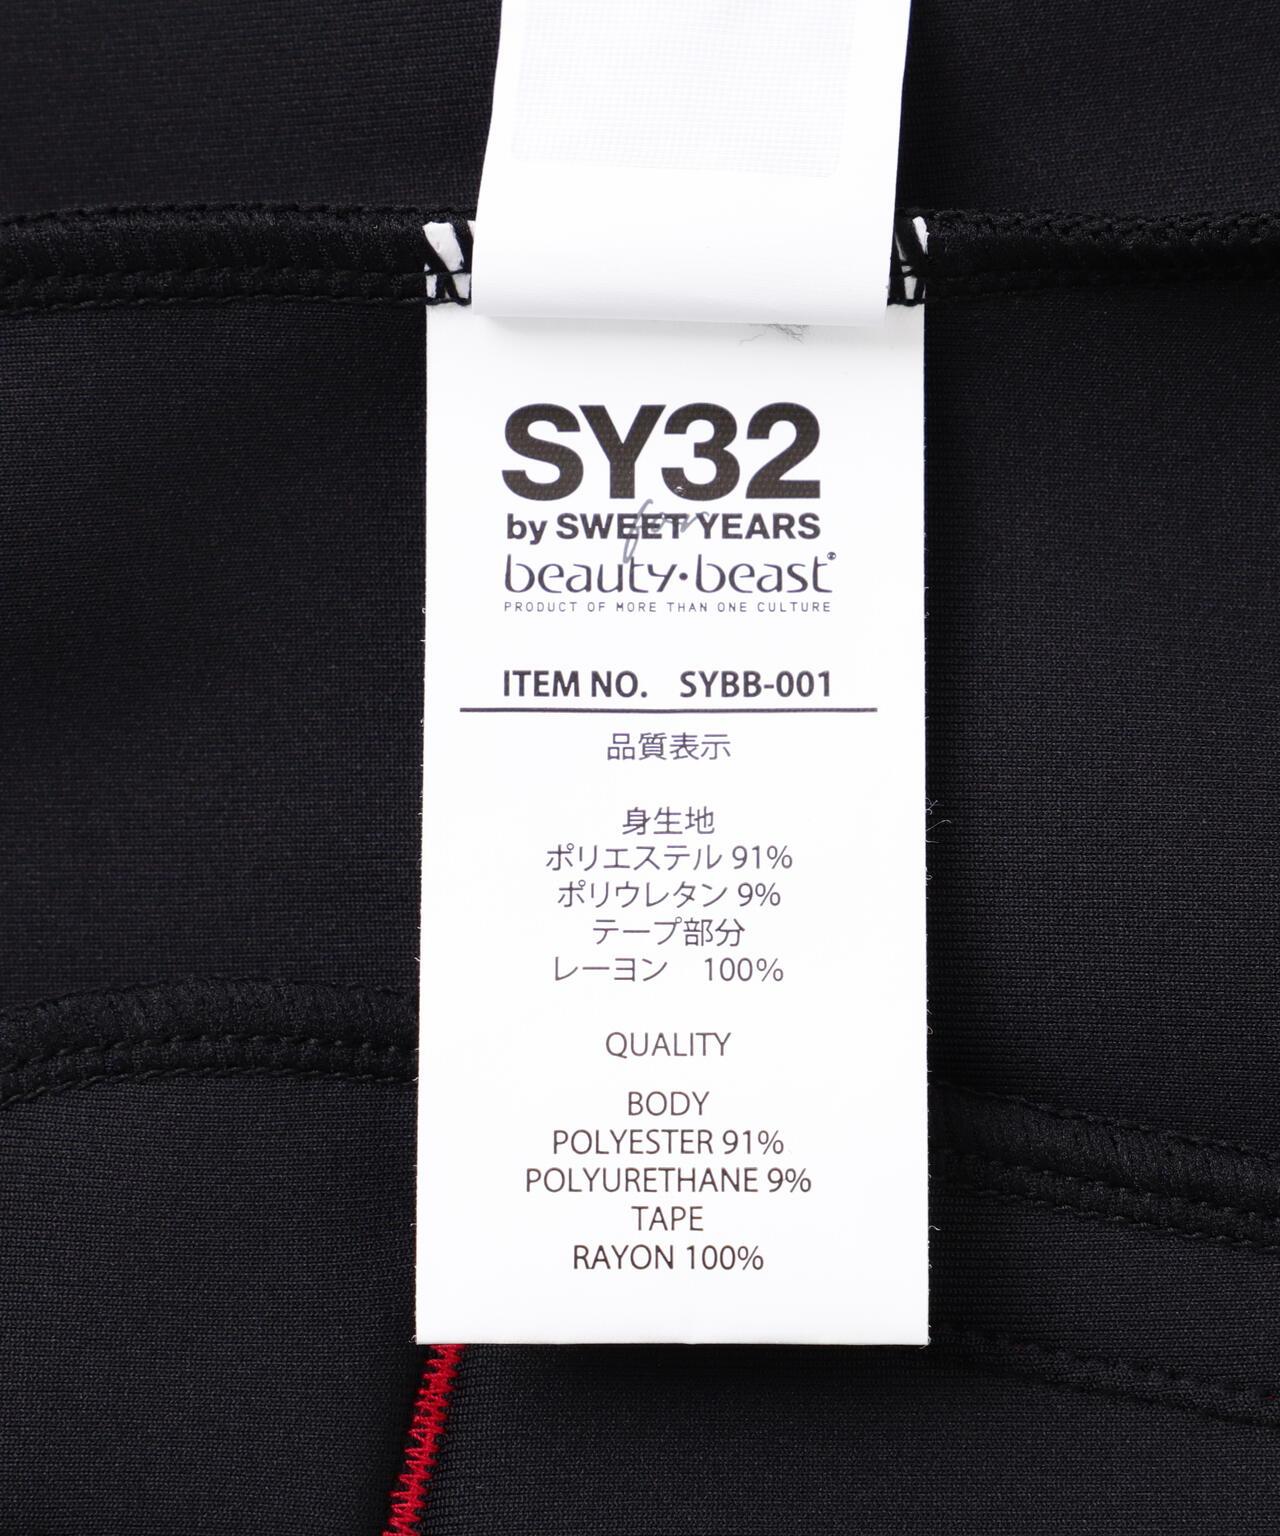 SY32
by SWEET YEARS
for
beauty·beast
PRODUCT OF MORE THAN ONE CULTURE
ITEM NO. SYBB-001
品質表示
身生地
ポリエステル 91%
ポリウレタン 9%
テープ部分
レーヨン 100%
QUALITY
BODY
POLYESTER 91%
POLYURETHANE 9%
TAPE
RAYON 100%